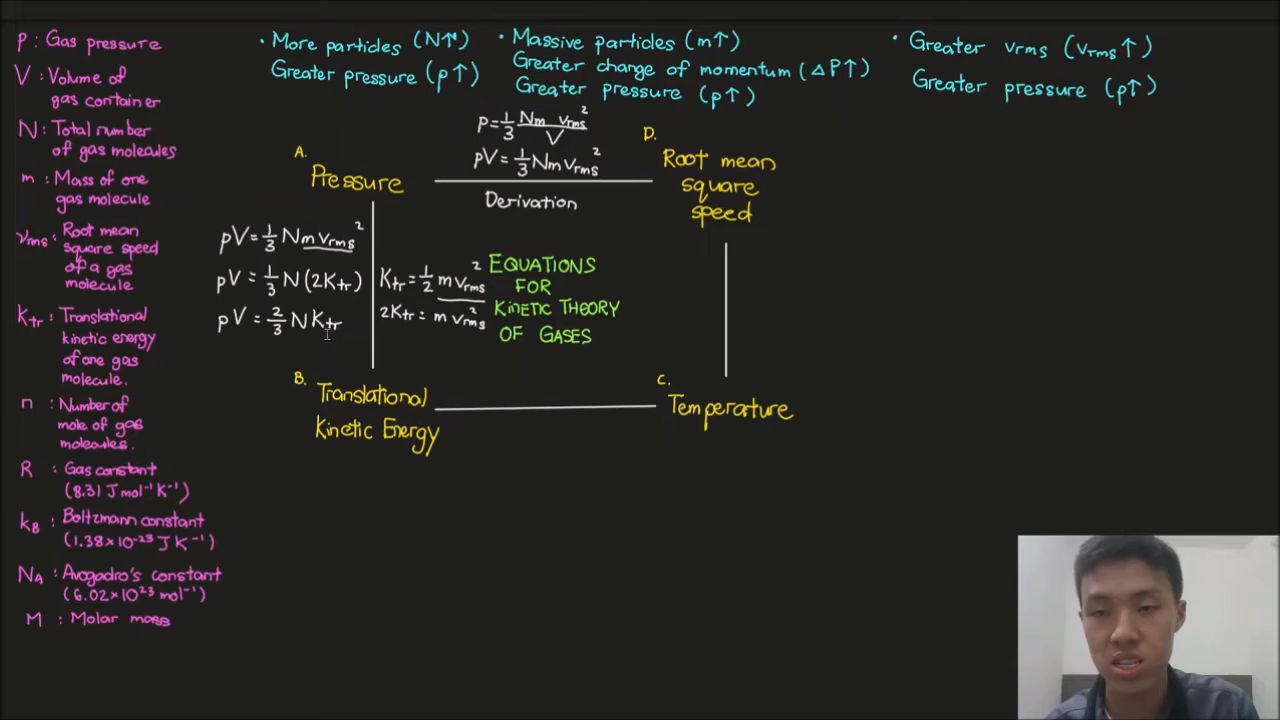 P : Gas pressure
V : Volume of
gas container
N : Total number
of gas molecules
m : Mass of one
gas molecule
vrms : Root mean
square speed
of a gas
molecule
Ktr : Translational
kinetic energy
of one gas
molecule.
n : Number of
mole of gas
molecules.
R : Gas constant
(8.31 J mol⁻¹ K⁻¹)
kB : Boltzmann constant
(1.38×10⁻²³ J K⁻¹)
NA : Avogadro's constant
(6.02×10²³ mol⁻¹)
M : Molar mass
• More particles (N↑)
Greater pressure (p↑)
• Massive particles (m↑)
Greater change of momentum (ΔP↑)
Greater pressure (p↑)
• Greater vrms (vrms↑)
Greater pressure (p↑)
A.
Pressure
P = 1/3 Nm vrms² / V
pV = 1/3 Nm vrms²
Derivation
D.
Root mean
square
speed
pV = 1/3 N m vrms²
pV = 1/3 N (2Ktr)
pV = 2/3 N Ktr
Ktr = 1/2 m vrms²
2Ktr = m vrms²
EQUATIONS
FOR
KINETIC THEORY
OF GASES
B.
Translational
Kinetic Energy
C.
Temperature